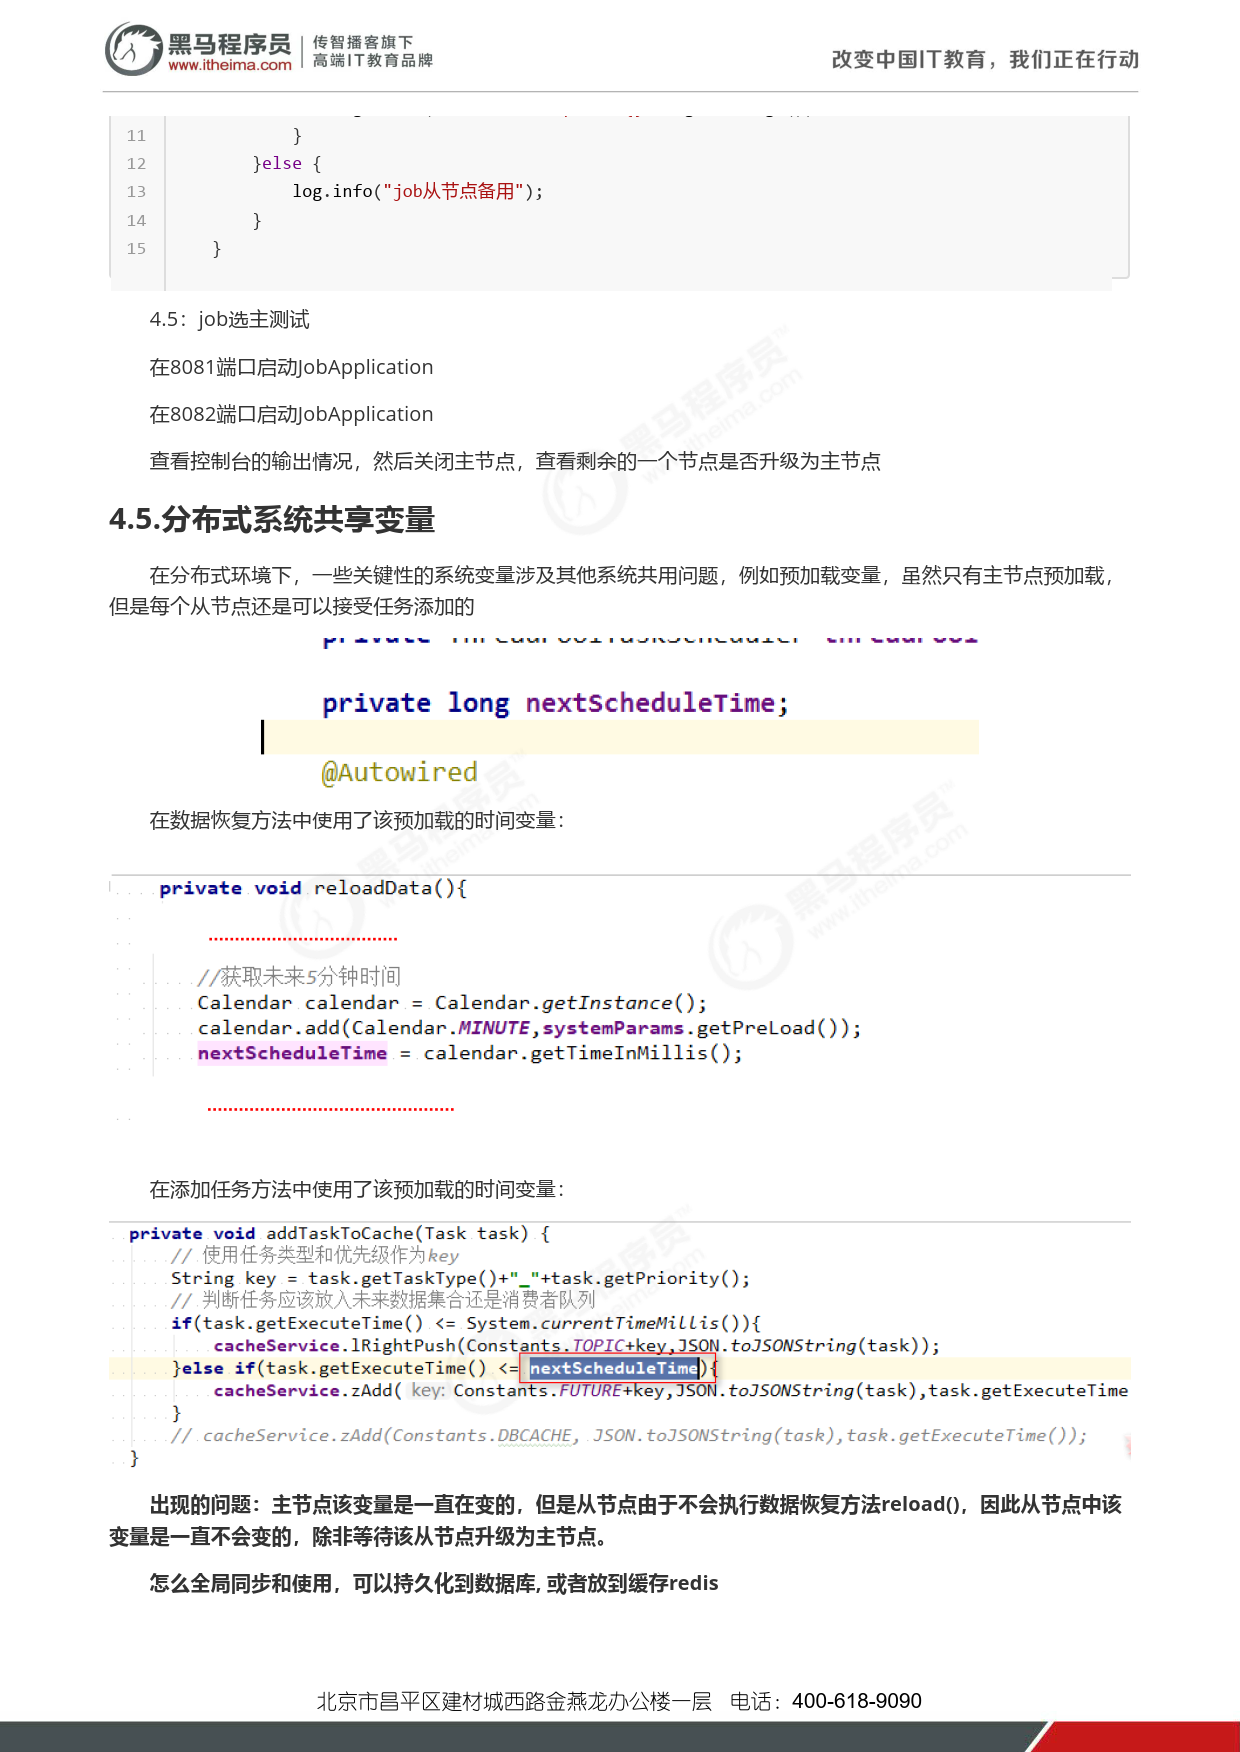 黑马程序员 传智播客旗下
www.itheima.com 高端IT教育品牌
改变中国IT教育，我们正在行动
11 }
12 }else {
13 log.info("job从节点备用");
14 }
15 }
4.5：job选主测试
在8081端口启动JobApplication
在8082端口启动JobApplication
查看控制台的输出情况，然后关闭主节点，查看剩余的一个节点是否升级为主节点
4.5.分布式系统共享变量
在分布式环境下，一些关键性的系统变量涉及其他系统共用问题，例如预加载变量，虽然只有主节点预加载，
但是每个从节点还是可以接受任务添加的
private long nextScheduleTime;
@Autowired
在数据恢复方法中使用了该预加载的时间变量：
private void reloadData(){
//获取未来5分钟时间
Calendar calendar = Calendar.getInstance();
calendar.add(Calendar.MINUTE,systemParams.getPreLoad());
nextScheduleTime = calendar.getTimeInMillis();
在添加任务方法中使用了该预加载的时间变量：
private void addTaskToCache(Task task) {
// 使用任务类型和优先级作为key
String key = task.getTaskType()+"_"+task.getPriority();
// 判断任务应该放入未来数据集合还是消费者队列
if(task.getExecuteTime() <= System.currentTimeMillis()){
cacheService.lRightPush(Constants.TOPIC+key,JSON.toJSONString(task));
}else if(task.getExecuteTime() <= nextScheduleTime){
cacheService.zAdd( key: Constants.FUTURE+key,JSON.toJSONString(task),task.getExecuteTime
}
// cacheService.zAdd(Constants.DBCACHE, JSON.toJSONString(task),task.getExecuteTime());
}
出现的问题：主节点该变量是一直在变的，但是从节点由于不会执行数据恢复方法reload()，因此从节点中该
变量是一直不会变的，除非等待该从节点升级为主节点。
怎么全局同步和使用，可以持久化到数据库, 或者放到缓存redis
北京市昌平区建材城西路金燕龙办公楼一层 电话：400-618-9090